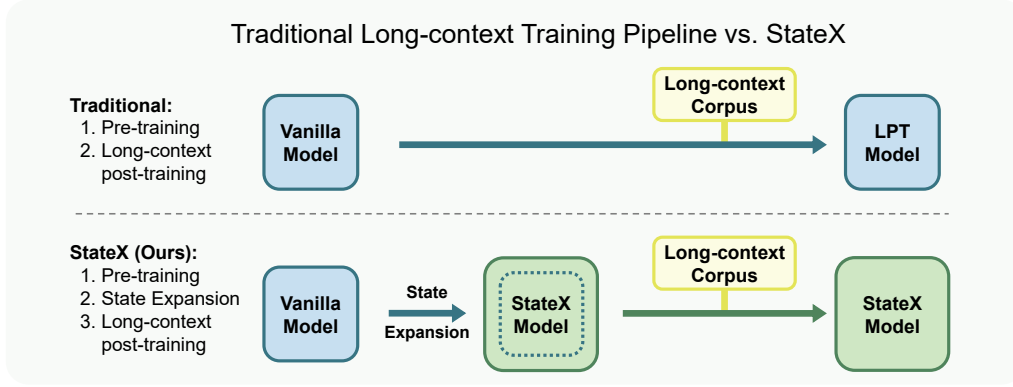 Traditional Long-context Training Pipeline vs. StateX
Traditional:
1. Pre-training
2. Long-context
post-training
Vanilla
Model
Long-context
Corpus
LPT
Model
StateX (Ours):
1. Pre-training
2. State Expansion
3. Long-context
post-training
Vanilla
Model
State
Expansion
StateX
Model
Long-context
Corpus
StateX
Model